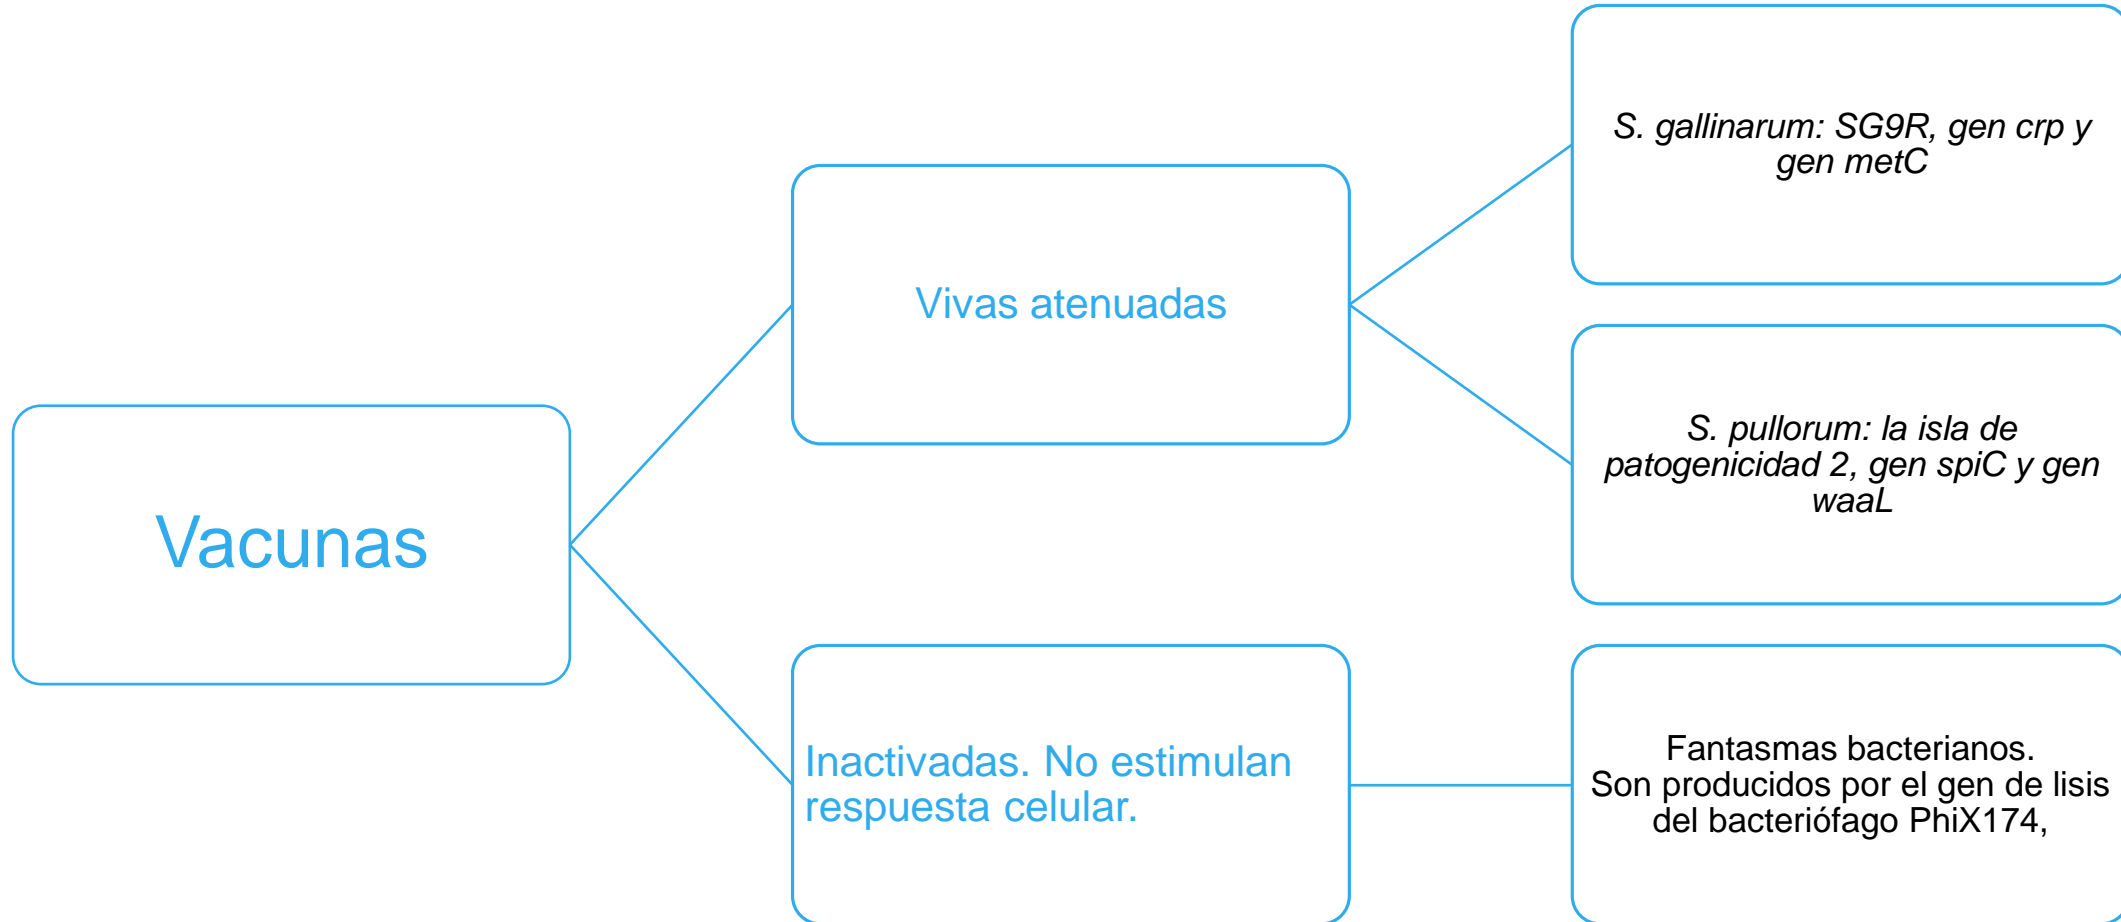 Vacunas
Vivas atenuadas
S. gallinarum: SG9R, gen crp y
gen metC
S. pullorum: la isla de
patogenicidad 2, gen spiC y gen
waaL
Inactivadas. No estimulan
respuesta celular.
Fantasmas bacterianos.
Son producidos por el gen de lisis
del bacteriófago PhiX174,